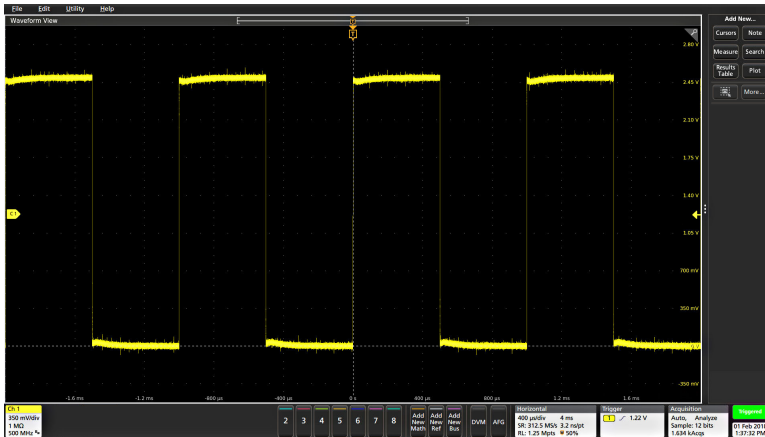 File Edit Utility Help
Waveform View
Add New...
Cursors Note
Measure Search
Results Table Plot
More...
2.80 V
2.45 V
2.10 V
1.75 V
1.40 V
1.05 V
700 mV
350 mV
-350 mV
C1
T
-1.6 ms -1.2 ms -800 µs -400 µs 0 s 400 µs 800 µs 1.2 ms 1.6 ms
Ch 1
350 mV/div
1 MΩ
500 MHz
2 3 4 5 6 7 8
Add New Math
Add New Ref
Add New Bus
DVM AFG
Horizontal
400 µs/div 4 ms
SR: 312.5 MS/s 3.2 ns/pt
RL: 1.25 Mpts 50%
Trigger
1 1.22 V
Acquisition
Auto, Analyze
Sample: 12 bits
1.634 kAcqs
Triggered
01 Feb 2018
1:37:32 PM